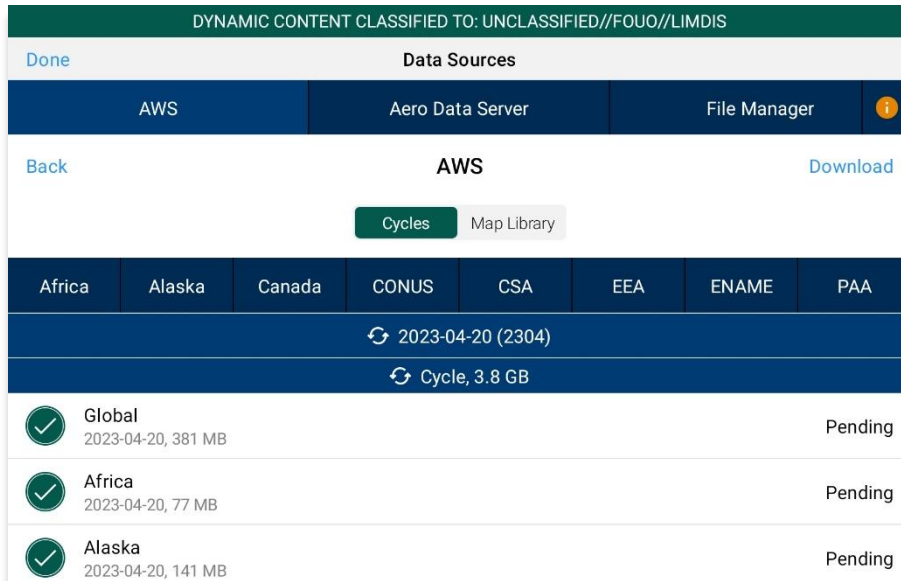 DYNAMIC CONTENT CLASSIFIED TO: UNCLASSIFIED//FOUO//LIMDIS
Done Data Sources
AWS Aero Data Server File Manager i
Back AWS Download
Cycles Map Library
Africa Alaska Canada CONUS CSA EEA ENAME PAA
2023-04-20 (2304)
Cycle, 3.8 GB
Global
2023-04-20, 381 MB
Pending
Africa
2023-04-20, 77 MB
Pending
Alaska
2023-04-20, 141 MB
Pending